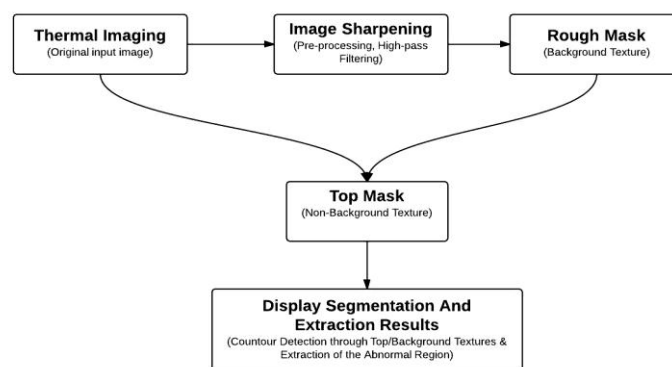 Thermal Imaging
(Original input image)
Image Sharpening
(Pre-processing, High-pass
Filtering)
Rough Mask
(Background Texture)
Top Mask
(Non-Background Texture)
Display Segmentation And
Extraction Results
(Countour Detection through Top/Background Textures &
Extraction of the Abnormal Region)